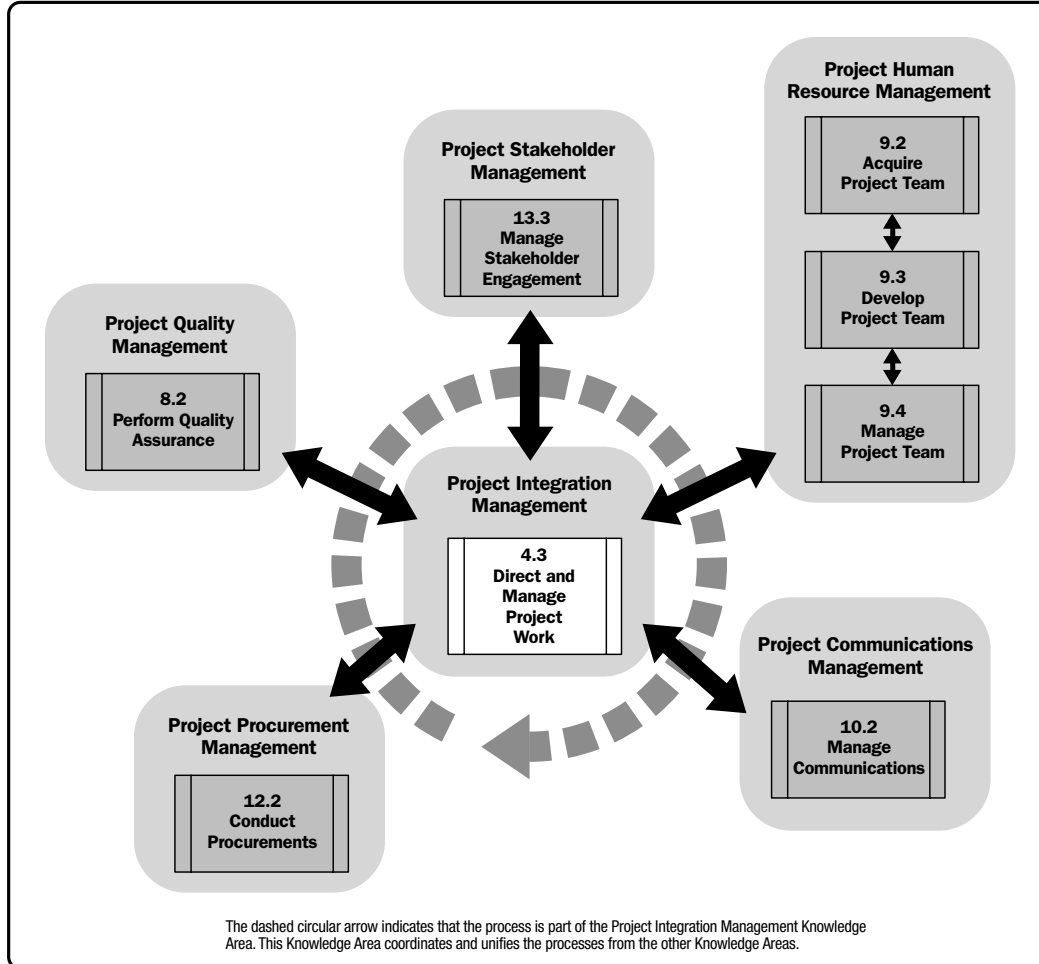 Project Human
Resource Management
9.2
Acquire
Project Team
9.3
Develop
Project Team
9.4
Manage
Project Team
Project Stakeholder
Management
13.3
Manage
Stakeholder
Engagement
Project Quality
Management
8.2
Perform Quality
Assurance
Project Integration
Management
4.3
Direct and
Manage
Project
Work
Project Communications
Management
10.2
Manage
Communications
Project Procurement
Management
12.2
Conduct
Procurements
The dashed circular arrow indicates that the process is part of the Project Integration Management Knowledge
Area. This Knowledge Area coordinates and unifies the processes from the other Knowledge Areas.